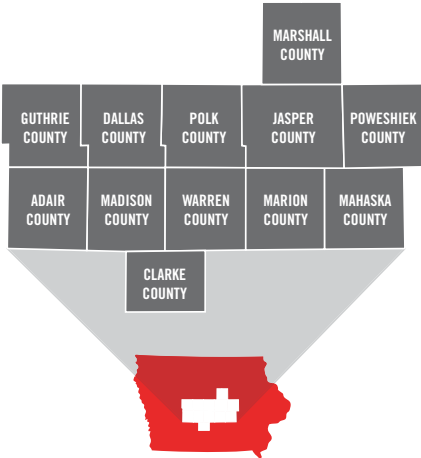 MARSHALL
COUNTY
GUTHRIE
COUNTY
DALLAS
COUNTY
POLK
COUNTY
JASPER
COUNTY
POWESHIEK
COUNTY
ADAIR
COUNTY
MADISON
COUNTY
WARREN
COUNTY
MARION
COUNTY
MAHASKA
COUNTY
CLARKE
COUNTY